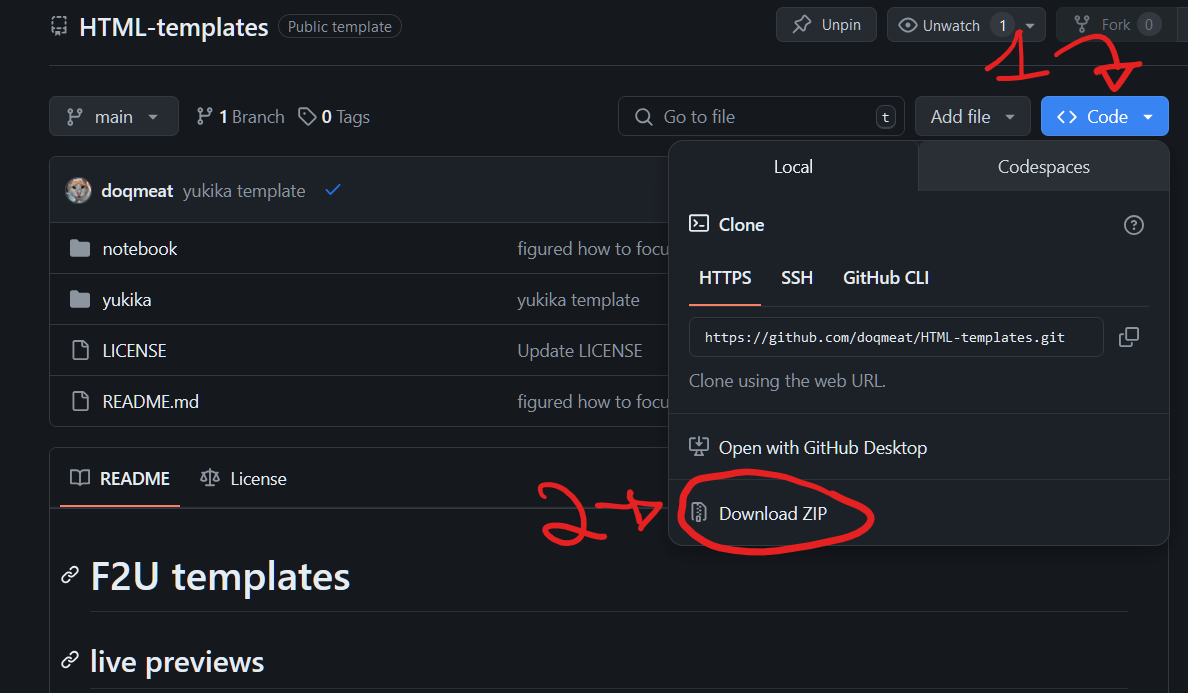 HTML-templates Public template Unpin Unwatch 1 Fork 0
1
main 1 Branch 0 Tags Go to file t Add file Code
Local Codespaces
doqmeat yukika template
Clone
notebook figured how to focu
HTTPS SSH GitHub CLI
yukika yukika template
https://github.com/doqmeat/HTML-templates.git
LICENSE Update LICENSE
Clone using the web URL.
README.md figured how to focu
Open with GitHub Desktop
README License
2 Download ZIP
F2U templates
live previews